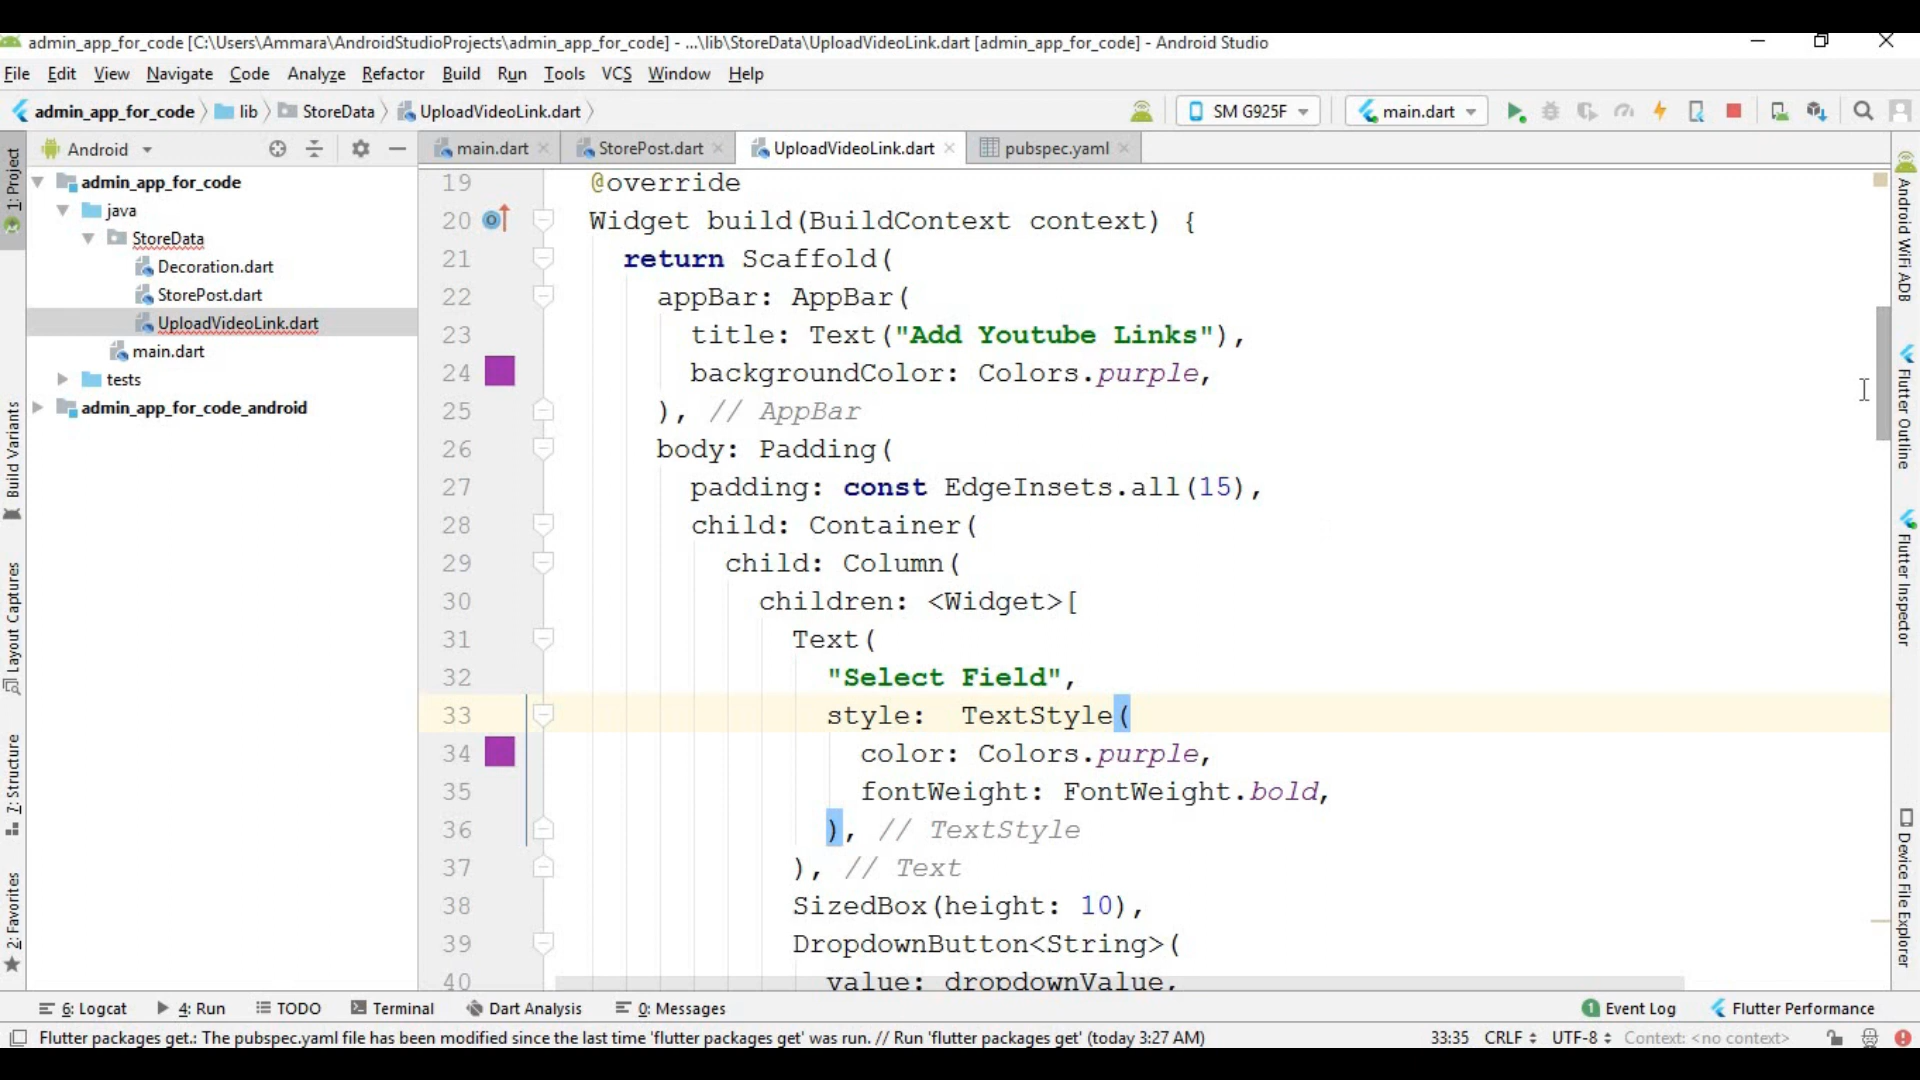 admin_app_for_code [C:\Users\Ammara\AndroidStudioProjects\admin_app_for_code] - ...\lib\StoreData\UploadVideoLink.dart [admin_app_for_code] - Android Studio
File Edit View Navigate Code Analyze Refactor Build Run Tools VCS Window Help
admin_app_for_code lib StoreData UploadVideoLink.dart SM G925F main.dart
Android main.dart StorePost.dart UploadVideoLink.dart pubspec.yaml
admin_app_for_code
java
StoreData
Decoration.dart
StorePost.dart
UploadVideoLink.dart
main.dart
tests
admin_app_for_code_android
19 @override
20 Widget build(BuildContext context) {
21 return Scaffold(
22 appBar: AppBar(
23 title: Text("Add Youtube Links"),
24 backgroundColor: Colors.purple,
25 ), // AppBar
26 body: Padding(
27 padding: const EdgeInsets.all(15),
28 child: Container(
29 child: Column(
30 children: <Widget>[
31 Text(
32 "Select Field",
33 style:  TextStyle(
34 color: Colors.purple,
35 fontWeight: FontWeight.bold,
36 ), // TextStyle
37 ), // Text
38 SizedBox(height: 10),
39 DropdownButton<String>(
40 value: dropdownValue,
1: Project
Build Variants
Layout Captures
7: Structure
2: Favorites
Android WiFi ADB
Flutter Outline
Flutter Inspector
Device File Explorer
6: Logcat 4: Run TODO Terminal Dart Analysis 0: Messages 1 Event Log Flutter Performance
Flutter packages get.: The pubspec.yaml file has been modified since the last time 'flutter packages get' was run. // Run 'flutter packages get' (today 3:27 AM) 33:35 CRLF UTF-8 Context: <no context>